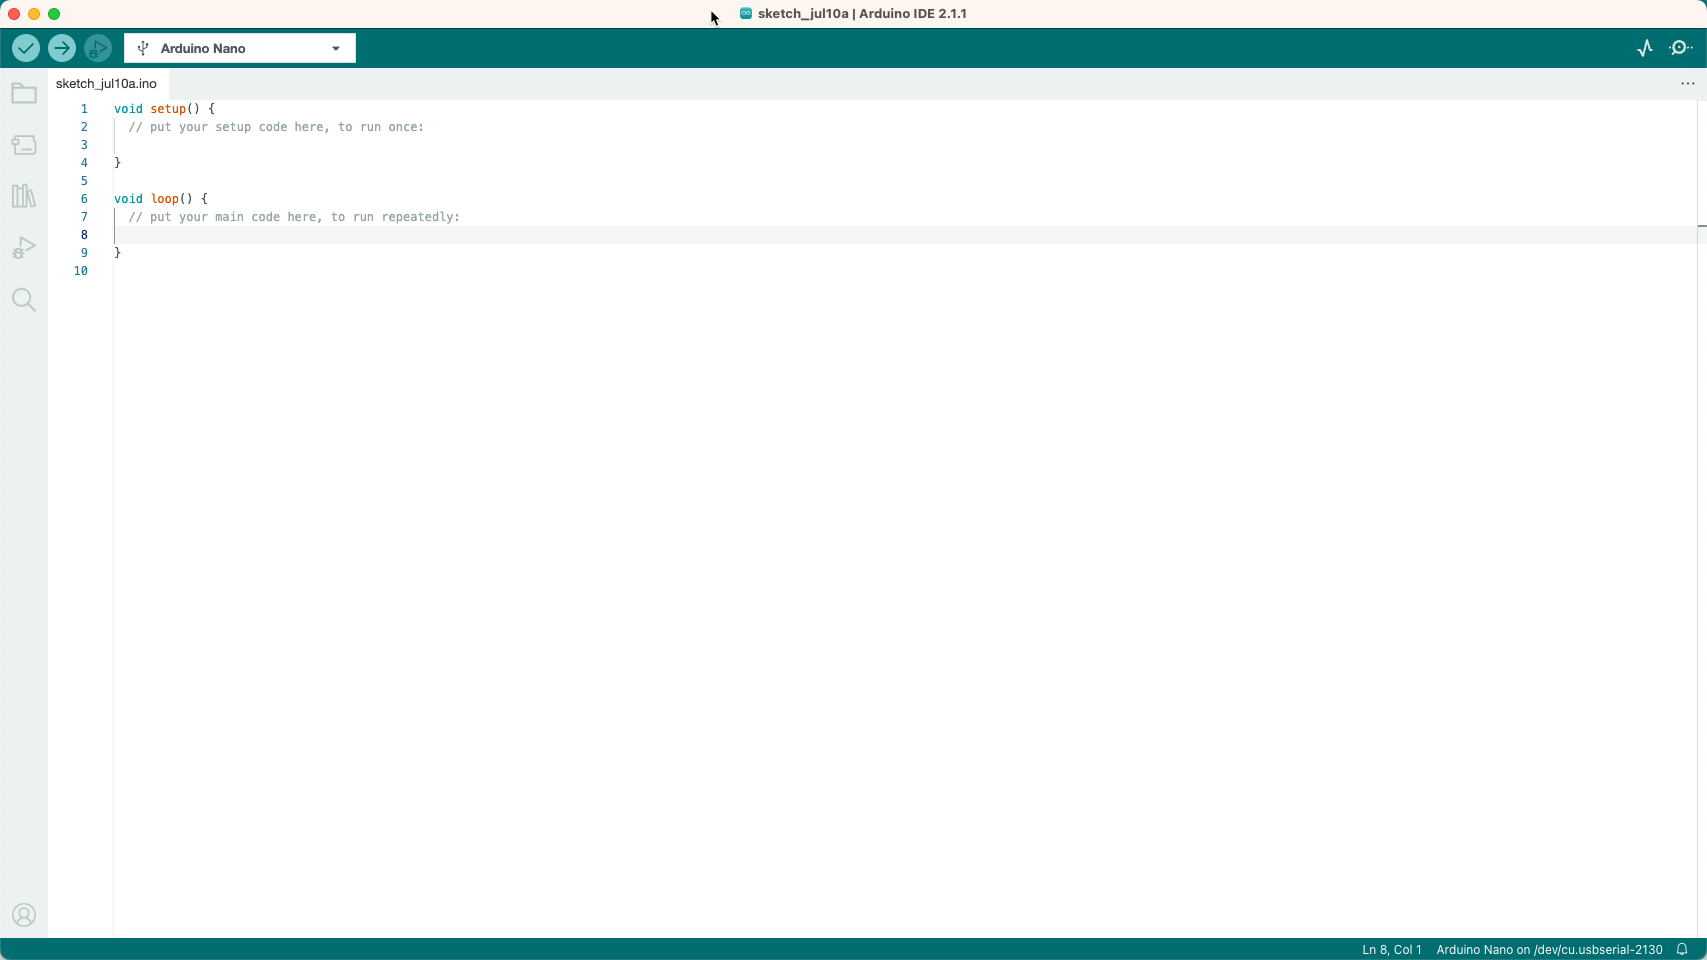 sketch_jul10a | Arduino IDE 2.1.1
Arduino Nano
sketch_jul10a.ino
1 void setup() {
2   // put your setup code here, to run once:
3
4 }
5
6 void loop() {
7   // put your main code here, to run repeatedly:
8
9 }
10
Ln 8, Col 1 Arduino Nano on /dev/cu.usbserial-2130